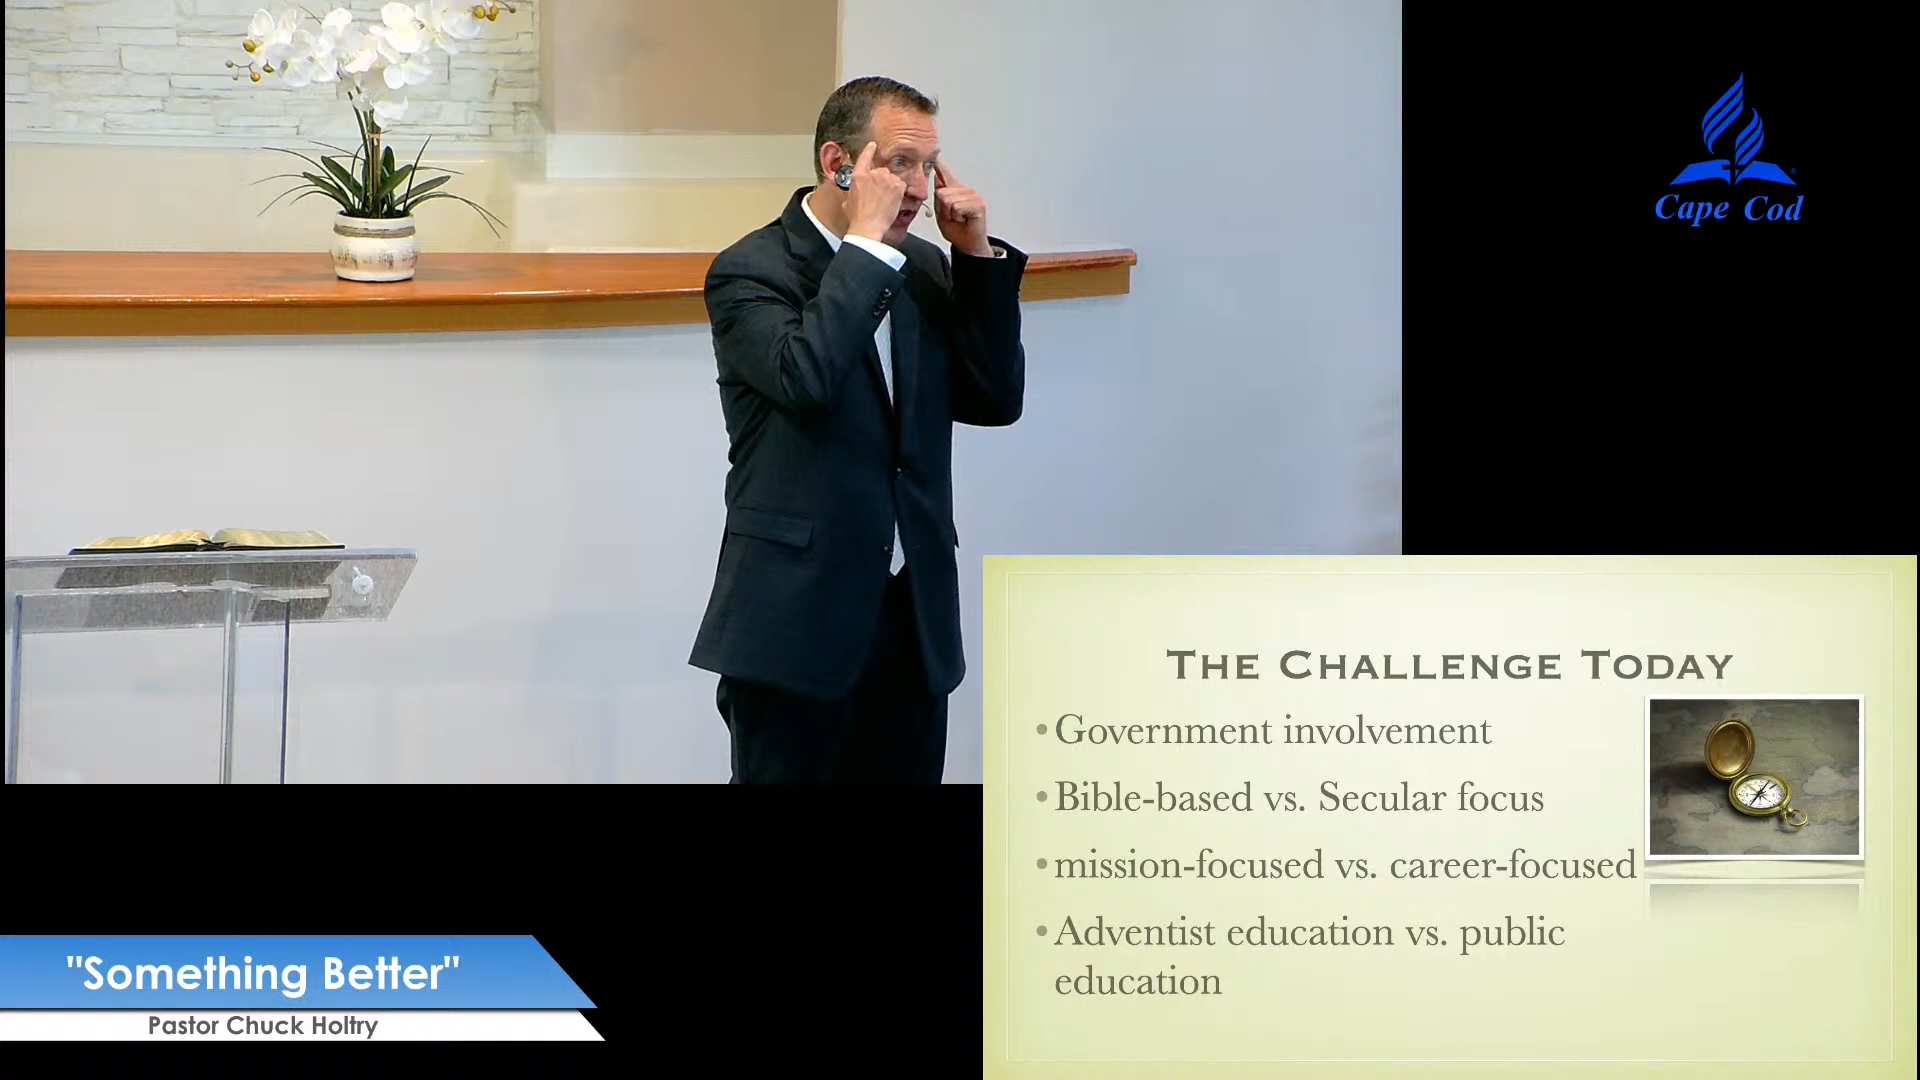 Cape Cod
The Challenge Today
•Government involvement
•Bible-based vs. Secular focus
•mission-focused vs. career-focused
•Adventist education vs. public
education
"Something Better"
Pastor Chuck Holtry